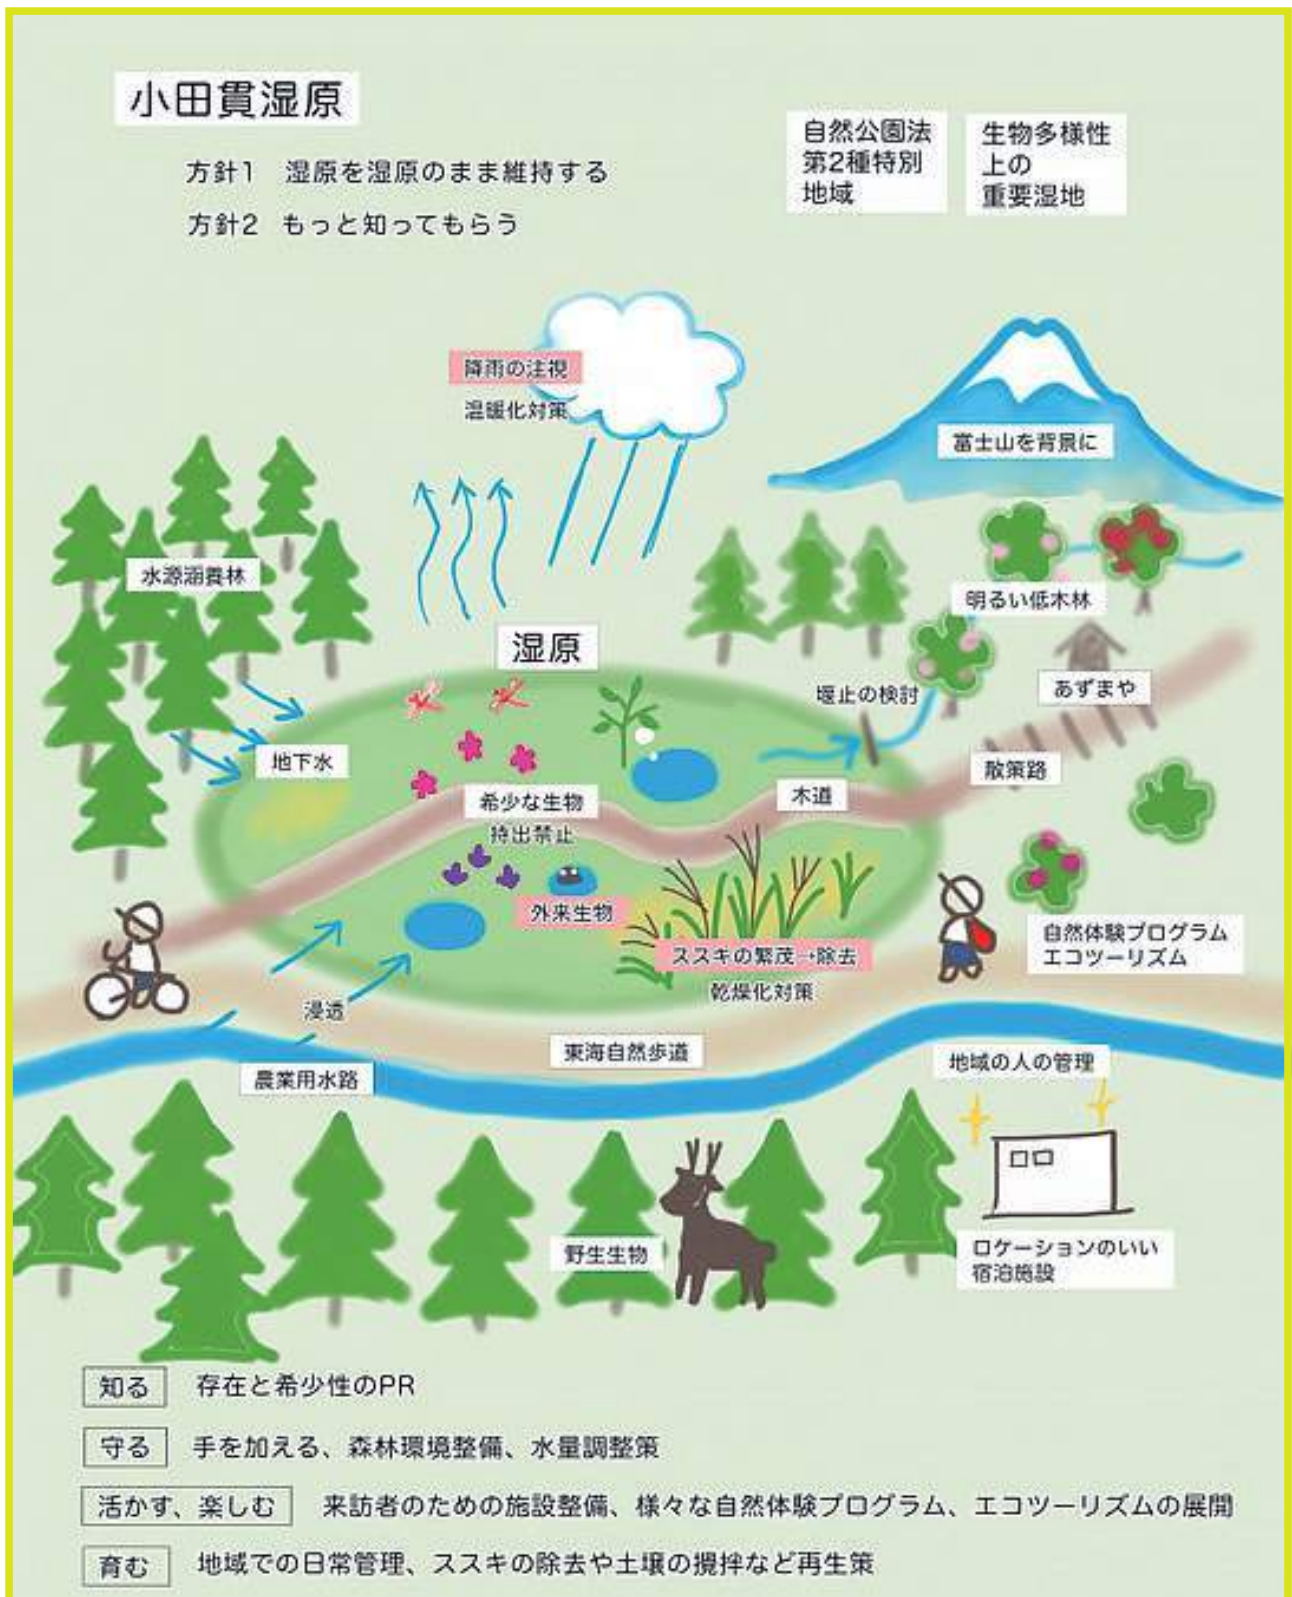 小田貫湿原
自然公園法
第2種特別
地域
生物多様性
上の
重要湿地
方針1 湿原を湿原のまま維持する
方針2 もっと知ってもらう
降雨の注視
温暖化対策
富士山を背景に
水源涵養林
明るい低木林
湿原
堰止の検討
あずまや
地下水
散策路
木道
希少な生物
持出禁止
外来生物
自然体験プログラム
エコツーリズム
ススキの繁茂→除去
乾燥化対策
浸透
東海自然歩道
地域の人の管理
農業用水路
野生生物
ロケーションのいい
宿泊施設
知る 存在と希少性のPR
守る 手を加える、森林環境整備、水量調整策
活かす、楽しむ 来訪者のための施設整備、様々な自然体験プログラム、エコツーリズムの展開
育む 地域での日常管理、ススキの除去や土壌の攪拌など再生策